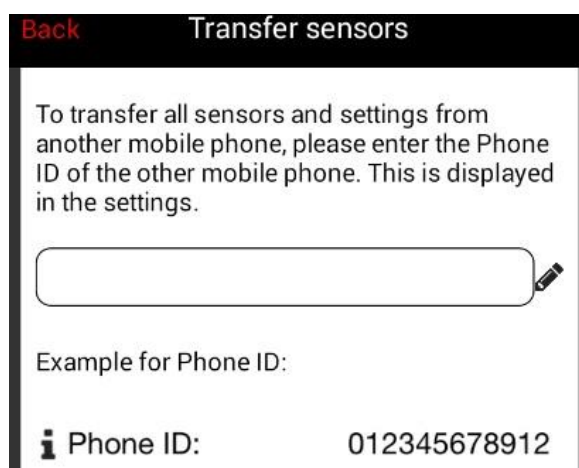 Back Transfer sensors
To transfer all sensors and settings from
another mobile phone, please enter the Phone
ID of the other mobile phone. This is displayed
in the settings.
Example for Phone ID:
Phone ID: 012345678912